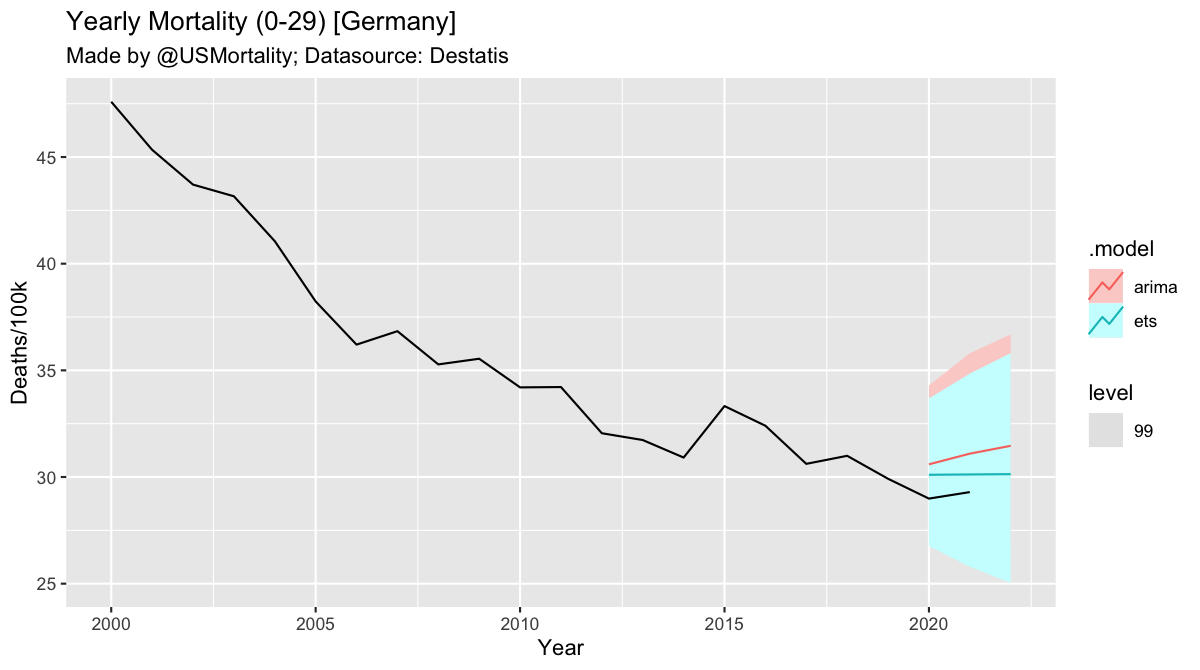 Yearly Mortality (0-29) [Germany]
Made by @USMortality; Datasource: Destatis
Deaths/100k
45
40
35
30
25
2000
2005
2010
2015
2020
Year
.model
arima
ets
level
99